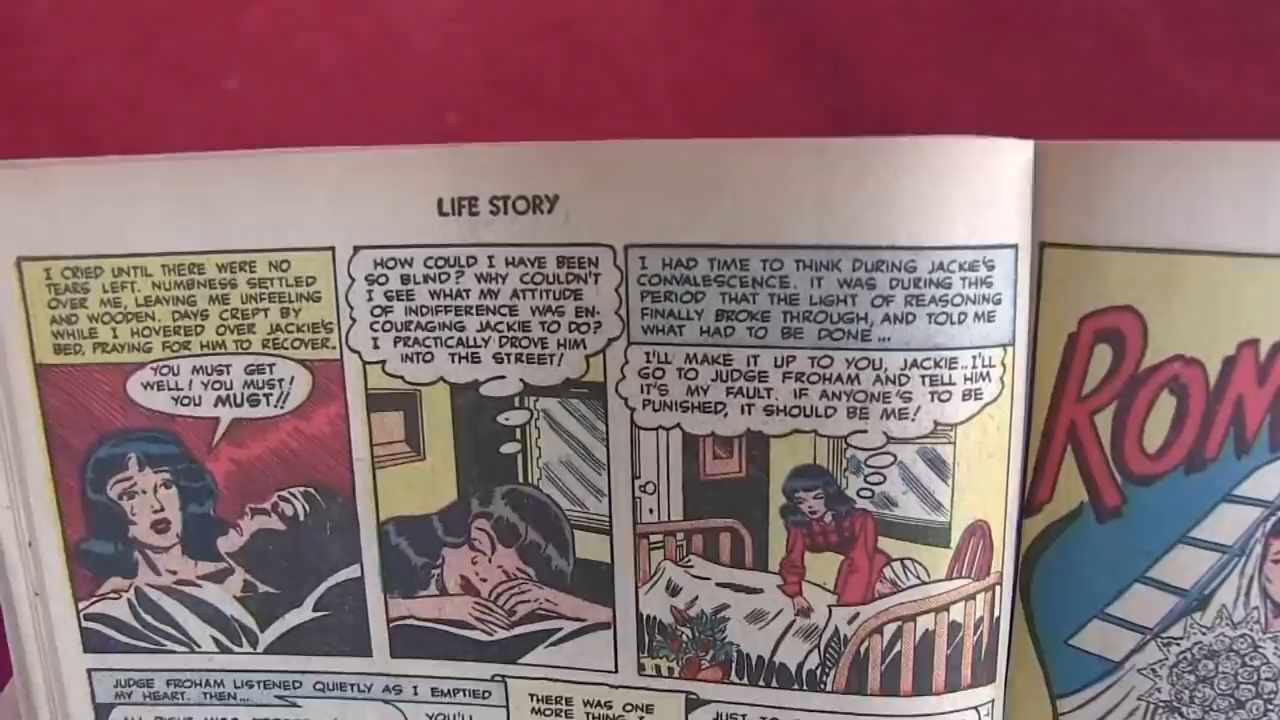 LIFE STORY
I CRIED UNTIL THERE WERE NO
TEARS LEFT. NUMBNESS SETTLED
OVER ME, LEAVING ME UNFEELING
AND WOODEN. DAYS CREPT BY
WHILE I HOVERED OVER JACKIE'S
BED, PRAYING FOR HIM TO RECOVER.
YOU MUST GET
WELL! YOU MUST!
YOU MUST!!
HOW COULD I HAVE BEEN
SO BLIND? WHY COULDN'T
I SEE WHAT MY ATTITUDE
OF INDIFFERENCE WAS EN-
COURAGING JACKIE TO DO?
I PRACTICALLY DROVE HIM
INTO THE STREET!
I HAD TIME TO THINK DURING JACKIE'S
CONVALESCENCE. IT WAS DURING THIS
PERIOD THAT THE LIGHT OF REASONING
FINALLY BROKE THROUGH, AND TOLD ME
WHAT HAD TO BE DONE...
I'LL MAKE IT UP TO YOU, JACKIE.. I'LL
GO TO JUDGE FROHAM AND TELL HIM
IT'S MY FAULT. IF ANYONE'S TO BE
PUNISHED, IT SHOULD BE ME!
JUDGE FROHAM LISTENED QUIETLY AS I EMPTIED
MY HEART. THEN...
YOU'LL
THERE WAS ONE
MORE THING I
JUST
ROM